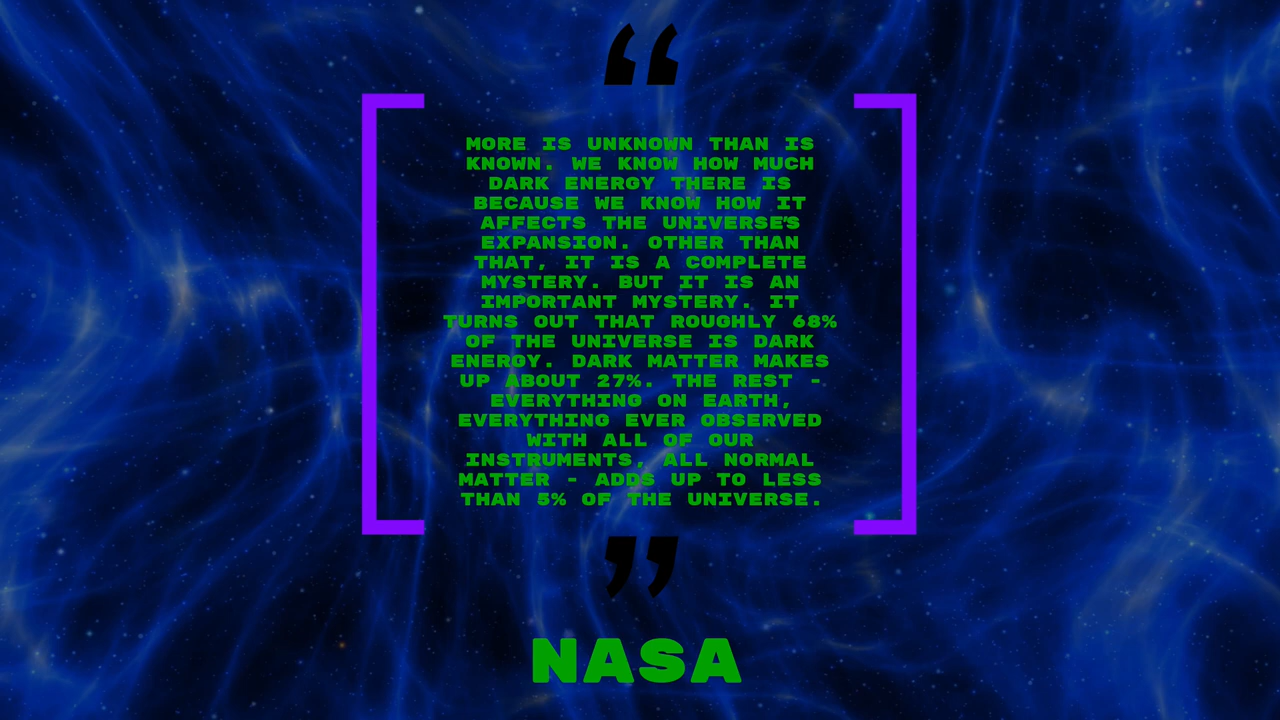 “
MORE IS UNKNOWN THAN IS
KNOWN. WE KNOW HOW MUCH
DARK ENERGY THERE IS
BECAUSE WE KNOW HOW IT
AFFECTS THE UNIVERSE’S
EXPANSION. OTHER THAN
THAT, IT IS A COMPLETE
MYSTERY. BUT IT IS AN
IMPORTANT MYSTERY. IT
TURNS OUT THAT ROUGHLY 68%
OF THE UNIVERSE IS DARK
ENERGY. DARK MATTER MAKES
UP ABOUT 27%. THE REST -
EVERYTHING ON EARTH,
EVERYTHING EVER OBSERVED
WITH ALL OF OUR
INSTRUMENTS, ALL NORMAL
MATTER - ADDS UP TO LESS
THAN 5% OF THE UNIVERSE.
”
NASA